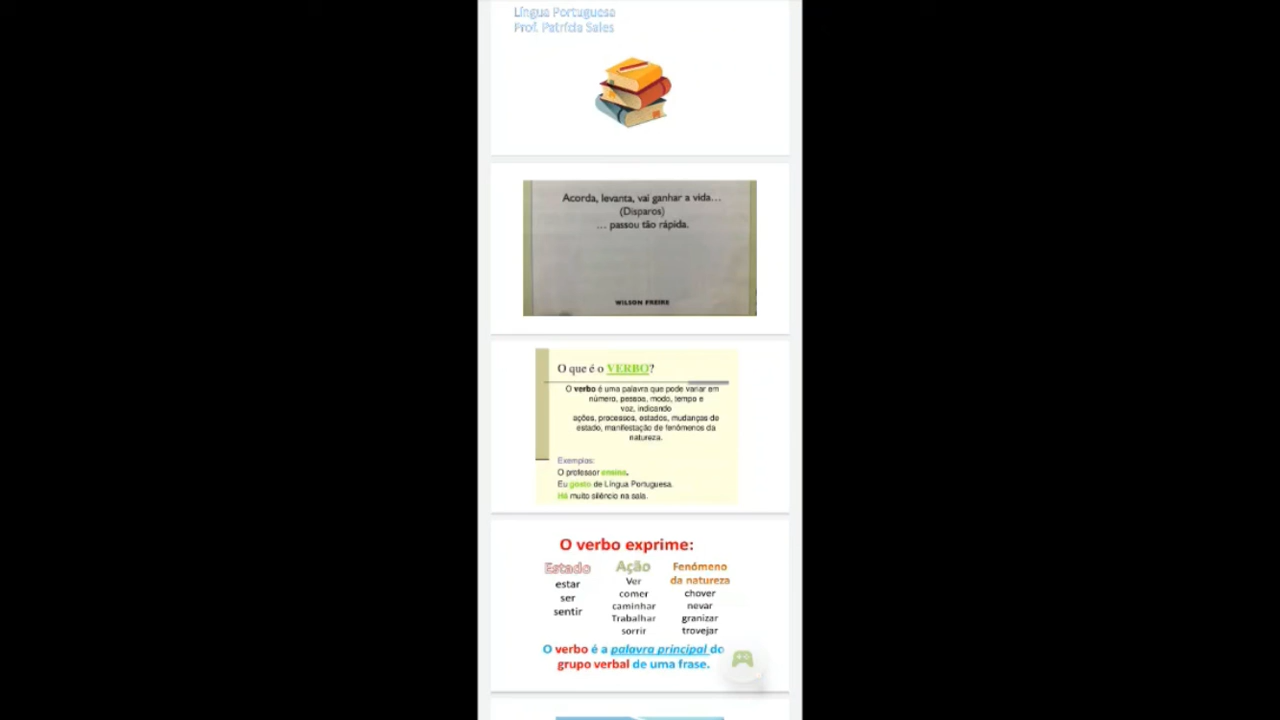 Língua Portuguesa
Prof. Patrícia Sales
Acorda, levanta, vai ganhar a vida...
(Disparos)
... passou tão rápida.
WILSON FREIRE
O que é o VERBO?
O verbo é uma palavra que pode variar em
número, pessoa, modo, tempo e
voz, indicando
ações, processos, estados, mudanças de
estado, manifestação de fenômenos da
natureza.
Exemplos:
O professor ensina.
Eu gosto de Língua Portuguesa.
Há muito silêncio na sala.
O verbo exprime:
Estado
estar
ser
sentir
Ação
Ver
comer
caminhar
Trabalhar
sorrir
Fenómeno
da natureza
chover
nevar
granizar
trovejar
O verbo é a palavra principal do
grupo verbal de uma frase.